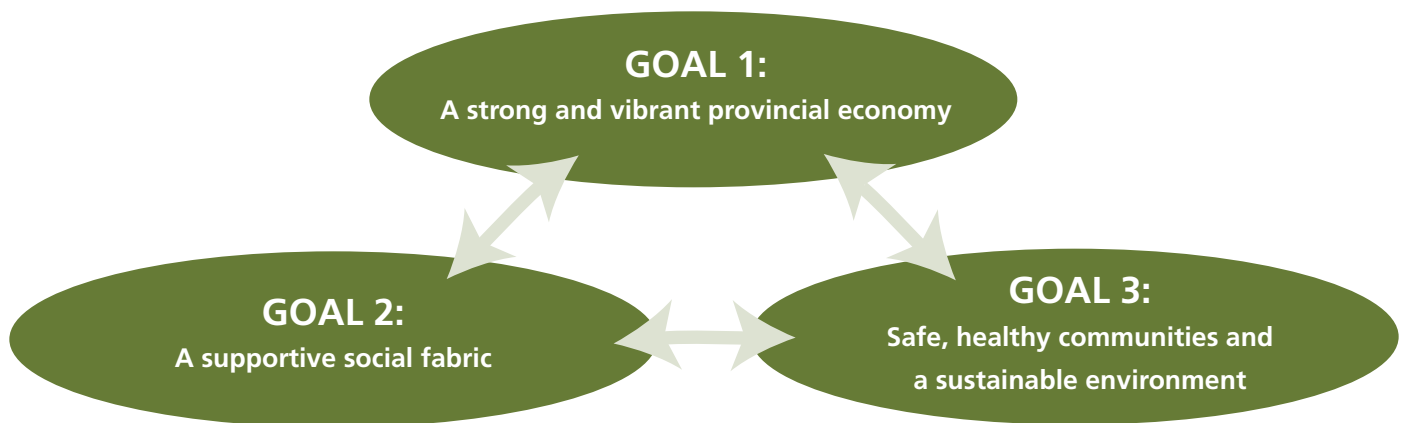 GOAL 1:
A strong and vibrant provincial economy
GOAL 2:
A supportive social fabric
GOAL 3:
Safe, healthy communities and
a sustainable environment